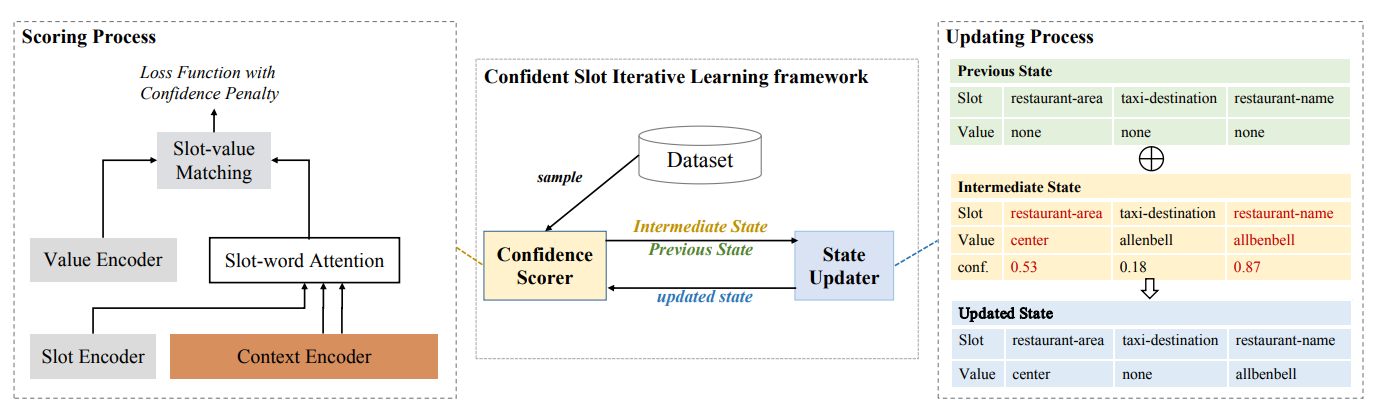 Scoring Process
Loss Function with
Confidence Penalty
Slot-value
Matching
Value Encoder
Slot-word Attention
Slot Encoder
Context Encoder
Confident Slot Iterative Learning framework
Dataset
sample
Intermediate State
Previous State
Confidence
Scorer
State
Updater
updated state
Updating Process
Previous State
Slot restaurant-area taxi-destination restaurant-name
Value none none none
Intermediate State
Slot restaurant-area taxi-destination restaurant-name
Value center allenbell allbenbell
conf. 0.53 0.18 0.87
Updated State
Slot restaurant-area taxi-destination restaurant-name
Value center none allbenbell